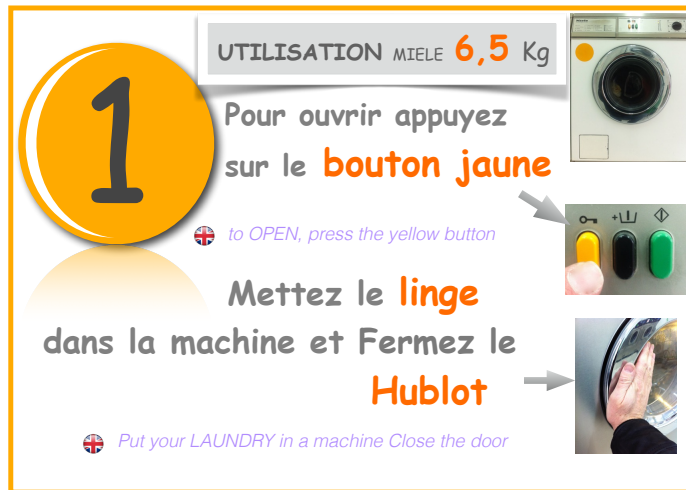 UTILISATION MIELE 6,5 Kg
1
Pour ouvrir appuyez
sur le bouton jaune
to OPEN, press the yellow button
Mettez le linge
dans la machine et Fermez le
Hublot
Put your LAUNDRY in a machine Close the door